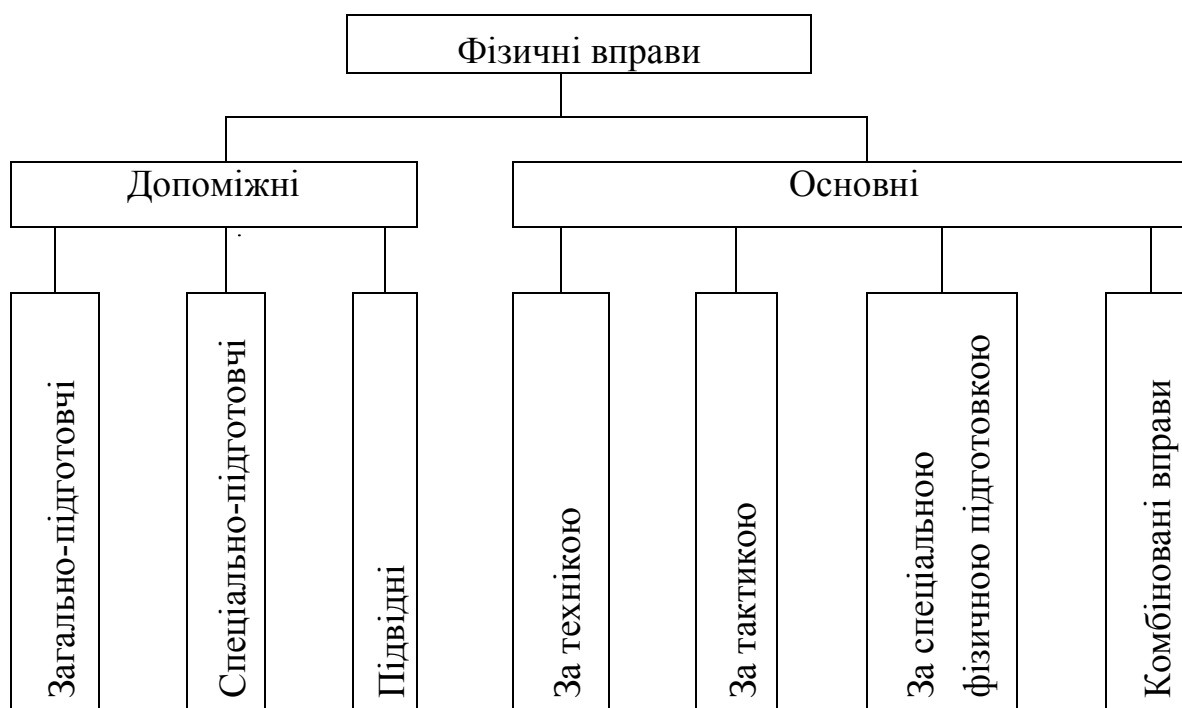 Фізичні вправи
Допоміжні
Основні
Загально-підготовчі
Спеціально-підготовчі
Підвідні
За технікою
За тактикою
За спеціальною
фізичною підготовкою
Комбіновані вправи